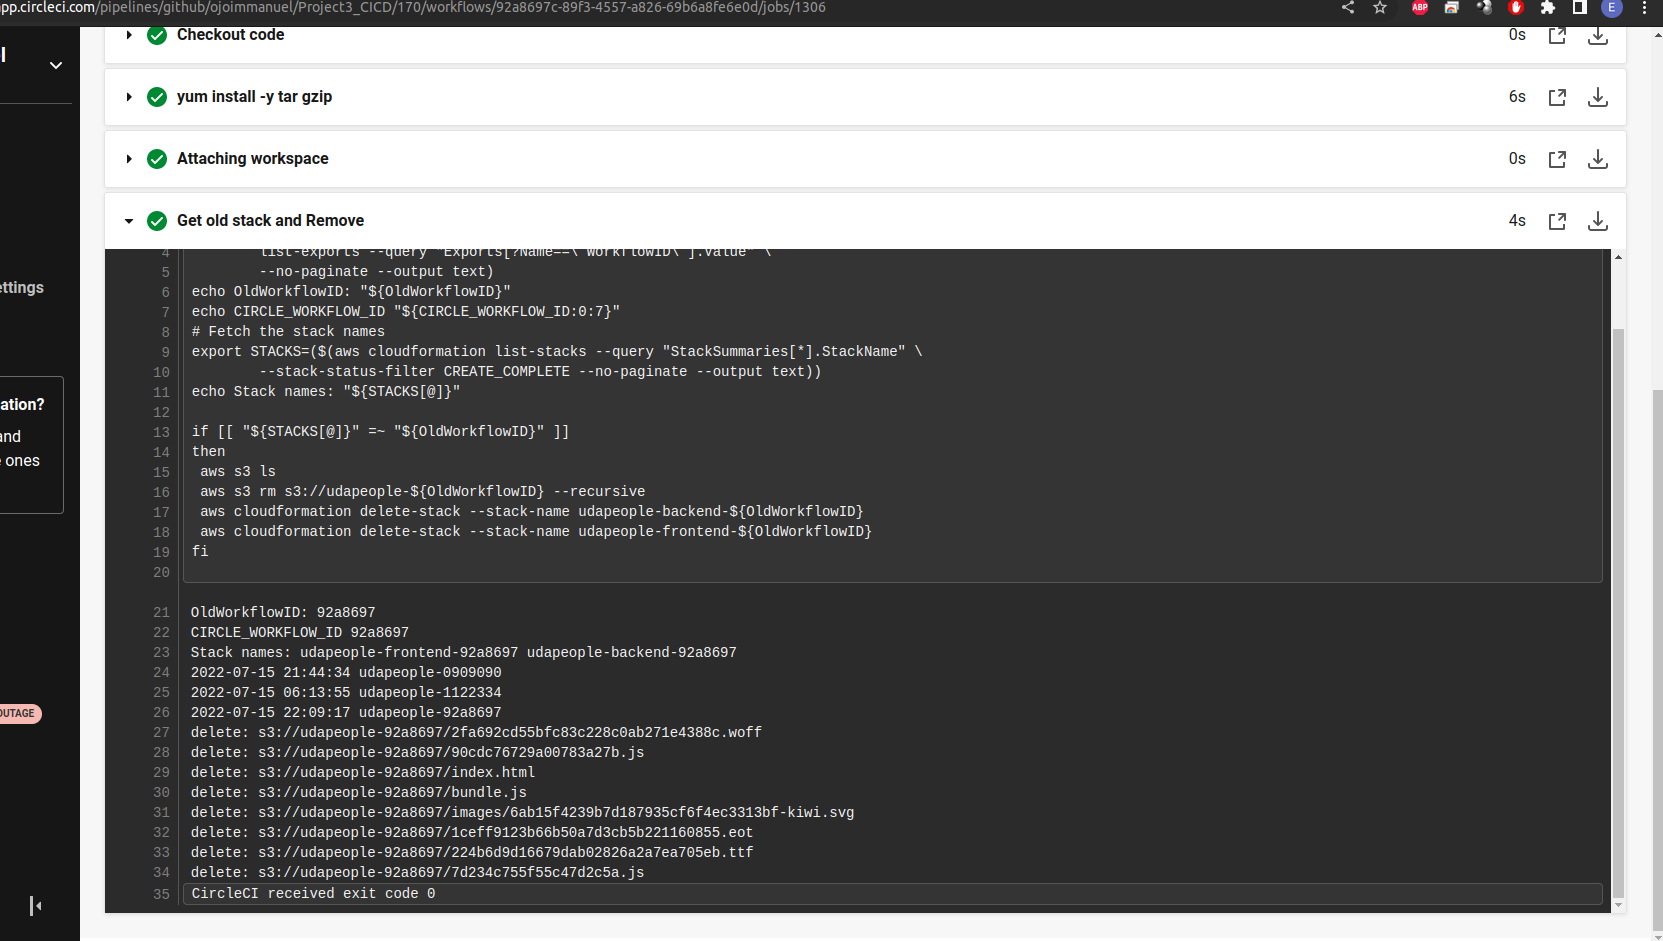 app.circleci.com/pipelines/github/ojoimmanuel/Project3_CICD/170/workflows/92a8697c-89f3-4557-a826-69b6a8fe6e0d/jobs/1306
ABP
E
Checkout code 0s
yum install -y tar gzip 6s
Attaching workspace 0s
Get old stack and Remove 4s
ettings
ation?
and
e ones
OUTAGE
4 list-exports --query "Exports[?Name==\`WorkflowID\`].Value" \
5 --no-paginate --output text)
6 echo OldWorkflowID: "${OldWorkflowID}"
7 echo CIRCLE_WORKFLOW_ID "${CIRCLE_WORKFLOW_ID:0:7}"
8 # Fetch the stack names
9 export STACKS=($(aws cloudformation list-stacks --query "StackSummaries[*].StackName" \
10 --stack-status-filter CREATE_COMPLETE --no-paginate --output text))
11 echo Stack names: "${STACKS[@]}"
12
13 if [[ "${STACKS[@]}" =~ "${OldWorkflowID}" ]]
14 then
15 aws s3 ls
16 aws s3 rm s3://udapeople-${OldWorkflowID} --recursive
17 aws cloudformation delete-stack --stack-name udapeople-backend-${OldWorkflowID}
18 aws cloudformation delete-stack --stack-name udapeople-frontend-${OldWorkflowID}
19 fi
20
21 OldWorkflowID: 92a8697
22 CIRCLE_WORKFLOW_ID 92a8697
23 Stack names: udapeople-frontend-92a8697 udapeople-backend-92a8697
24 2022-07-15 21:44:34 udapeople-0909090
25 2022-07-15 06:13:55 udapeople-1122334
26 2022-07-15 22:09:17 udapeople-92a8697
27 delete: s3://udapeople-92a8697/2fa692cd55bfc83c228c0ab271e4388c.woff
28 delete: s3://udapeople-92a8697/90cdc76729a00783a27b.js
29 delete: s3://udapeople-92a8697/index.html
30 delete: s3://udapeople-92a8697/bundle.js
31 delete: s3://udapeople-92a8697/images/6ab15f4239b7d187935cf6f4ec3313bf-kiwi.svg
32 delete: s3://udapeople-92a8697/1ceff9123b66b50a7d3cb5b221160855.eot
33 delete: s3://udapeople-92a8697/224b6d9d16679dab02826a2a7ea705eb.ttf
34 delete: s3://udapeople-92a8697/7d234c755f55c47d2c5a.js
35 CircleCI received exit code 0